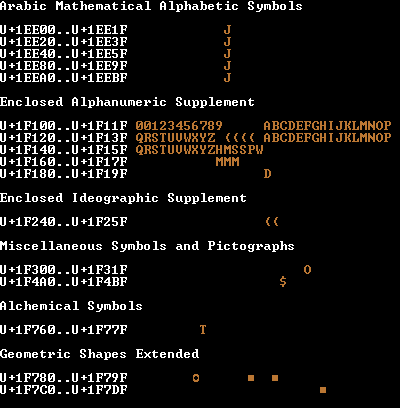 Arabic Mathematical Alphabetic Symbols
U+1EE00..U+1EE1F J
U+1EE20..U+1EE3F J
U+1EE40..U+1EE5F J
U+1EE80..U+1EE9F J
U+1EEA0..U+1EEBF J
Enclosed Alphanumeric Supplement
U+1F100..U+1F11F 00123456789 ABCDEFGHIJKLMNOP
U+1F120..U+1F13F QRSTUVWXYZ (((( ABCDEFGHIJKLMNOP
U+1F140..U+1F15F QRSTUVWXYZHMSSPW
U+1F160..U+1F17F MMM
U+1F180..U+1F19F D
Enclosed Ideographic Supplement
U+1F240..U+1F25F ((
Miscellaneous Symbols and Pictographs
U+1F300..U+1F31F O
U+1F4A0..U+1F4BF $
Alchemical Symbols
U+1F760..U+1F77F T
Geometric Shapes Extended
U+1F780..U+1F79F o ■ ■
U+1F7C0..U+1F7DF ■